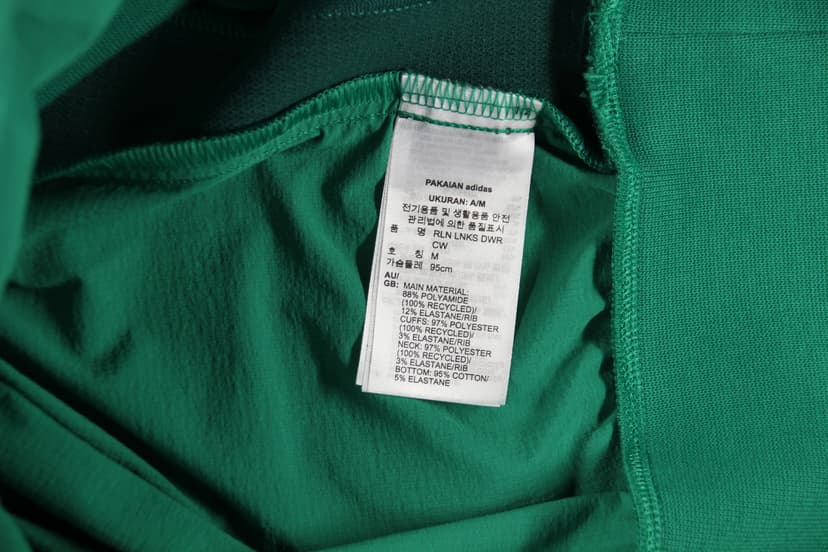 PAKAIAN adidas
UKURAN: A/M
전기용품 및 생활용품 안전
관리법에 의한 품질표시
품 명 RLN LNKS DWR
CW
호 칭 M
가슴둘레 95cm
AU/
GB: MAIN MATERIAL:
88% POLYAMIDE
(100% RECYCLED)/
12% ELASTANE/RIB
CUFFS: 97% POLYESTER
(100% RECYCLED)/
3% ELASTANE/RIB
NECK: 97% POLYESTER
(100% RECYCLED)/
3% ELASTANE/RIB
BOTTOM: 95% COTTON/
5% ELASTANE